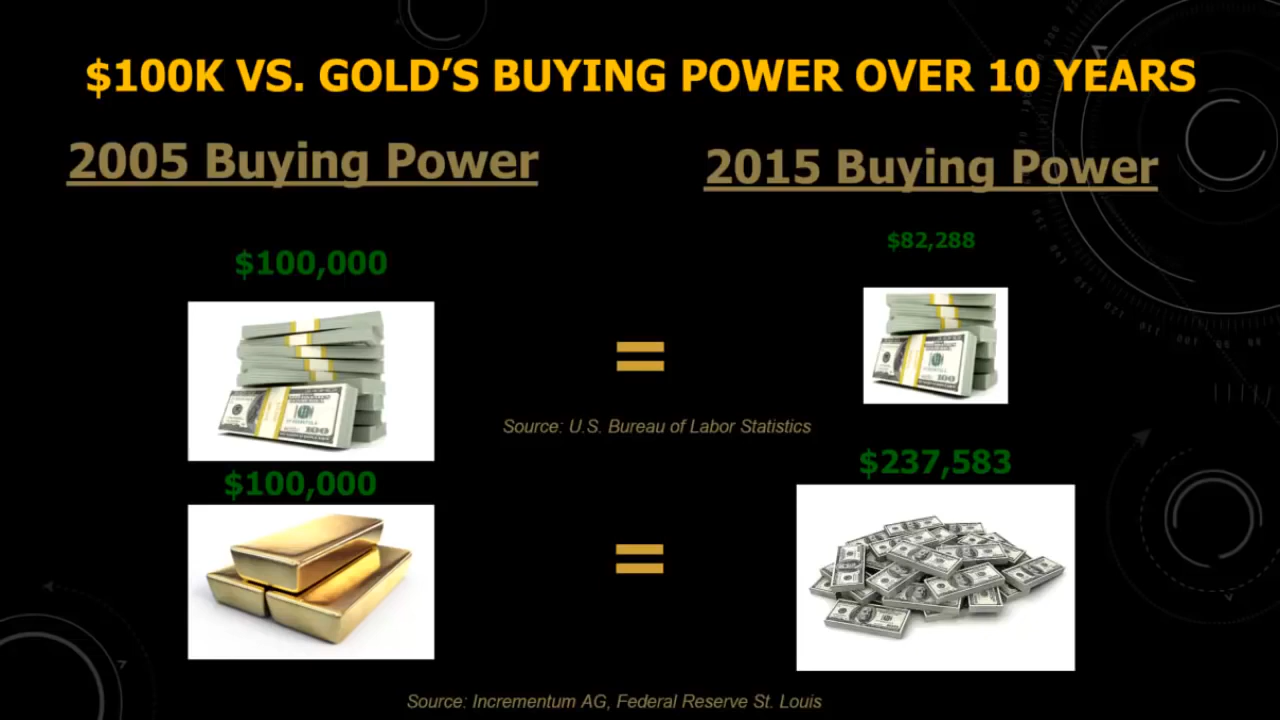 $100K VS. GOLD'S BUYING POWER OVER 10 YEARS
2005 Buying Power
2015 Buying Power
$100,000
$82,288
Source: U.S. Bureau of Labor Statistics
$100,000
$237,583
Source: Incrementum AG, Federal Reserve St. Louis